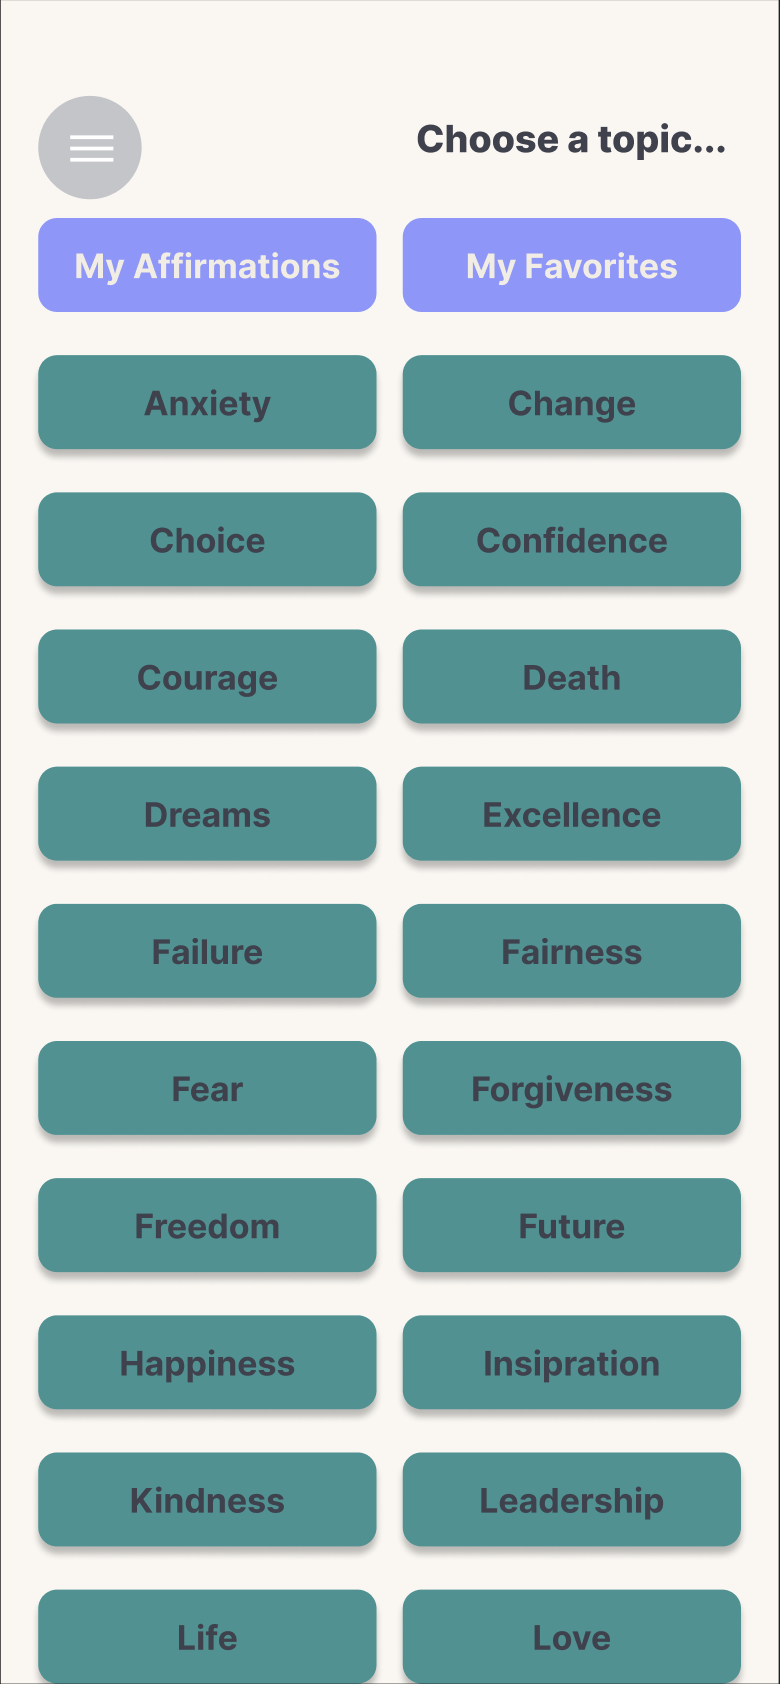 Choose a topic...
My Affirmations
My Favorites
Anxiety
Change
Choice
Confidence
Courage
Death
Dreams
Excellence
Failure
Fairness
Fear
Forgiveness
Freedom
Future
Happiness
Insipration
Kindness
Leadership
Life
Love